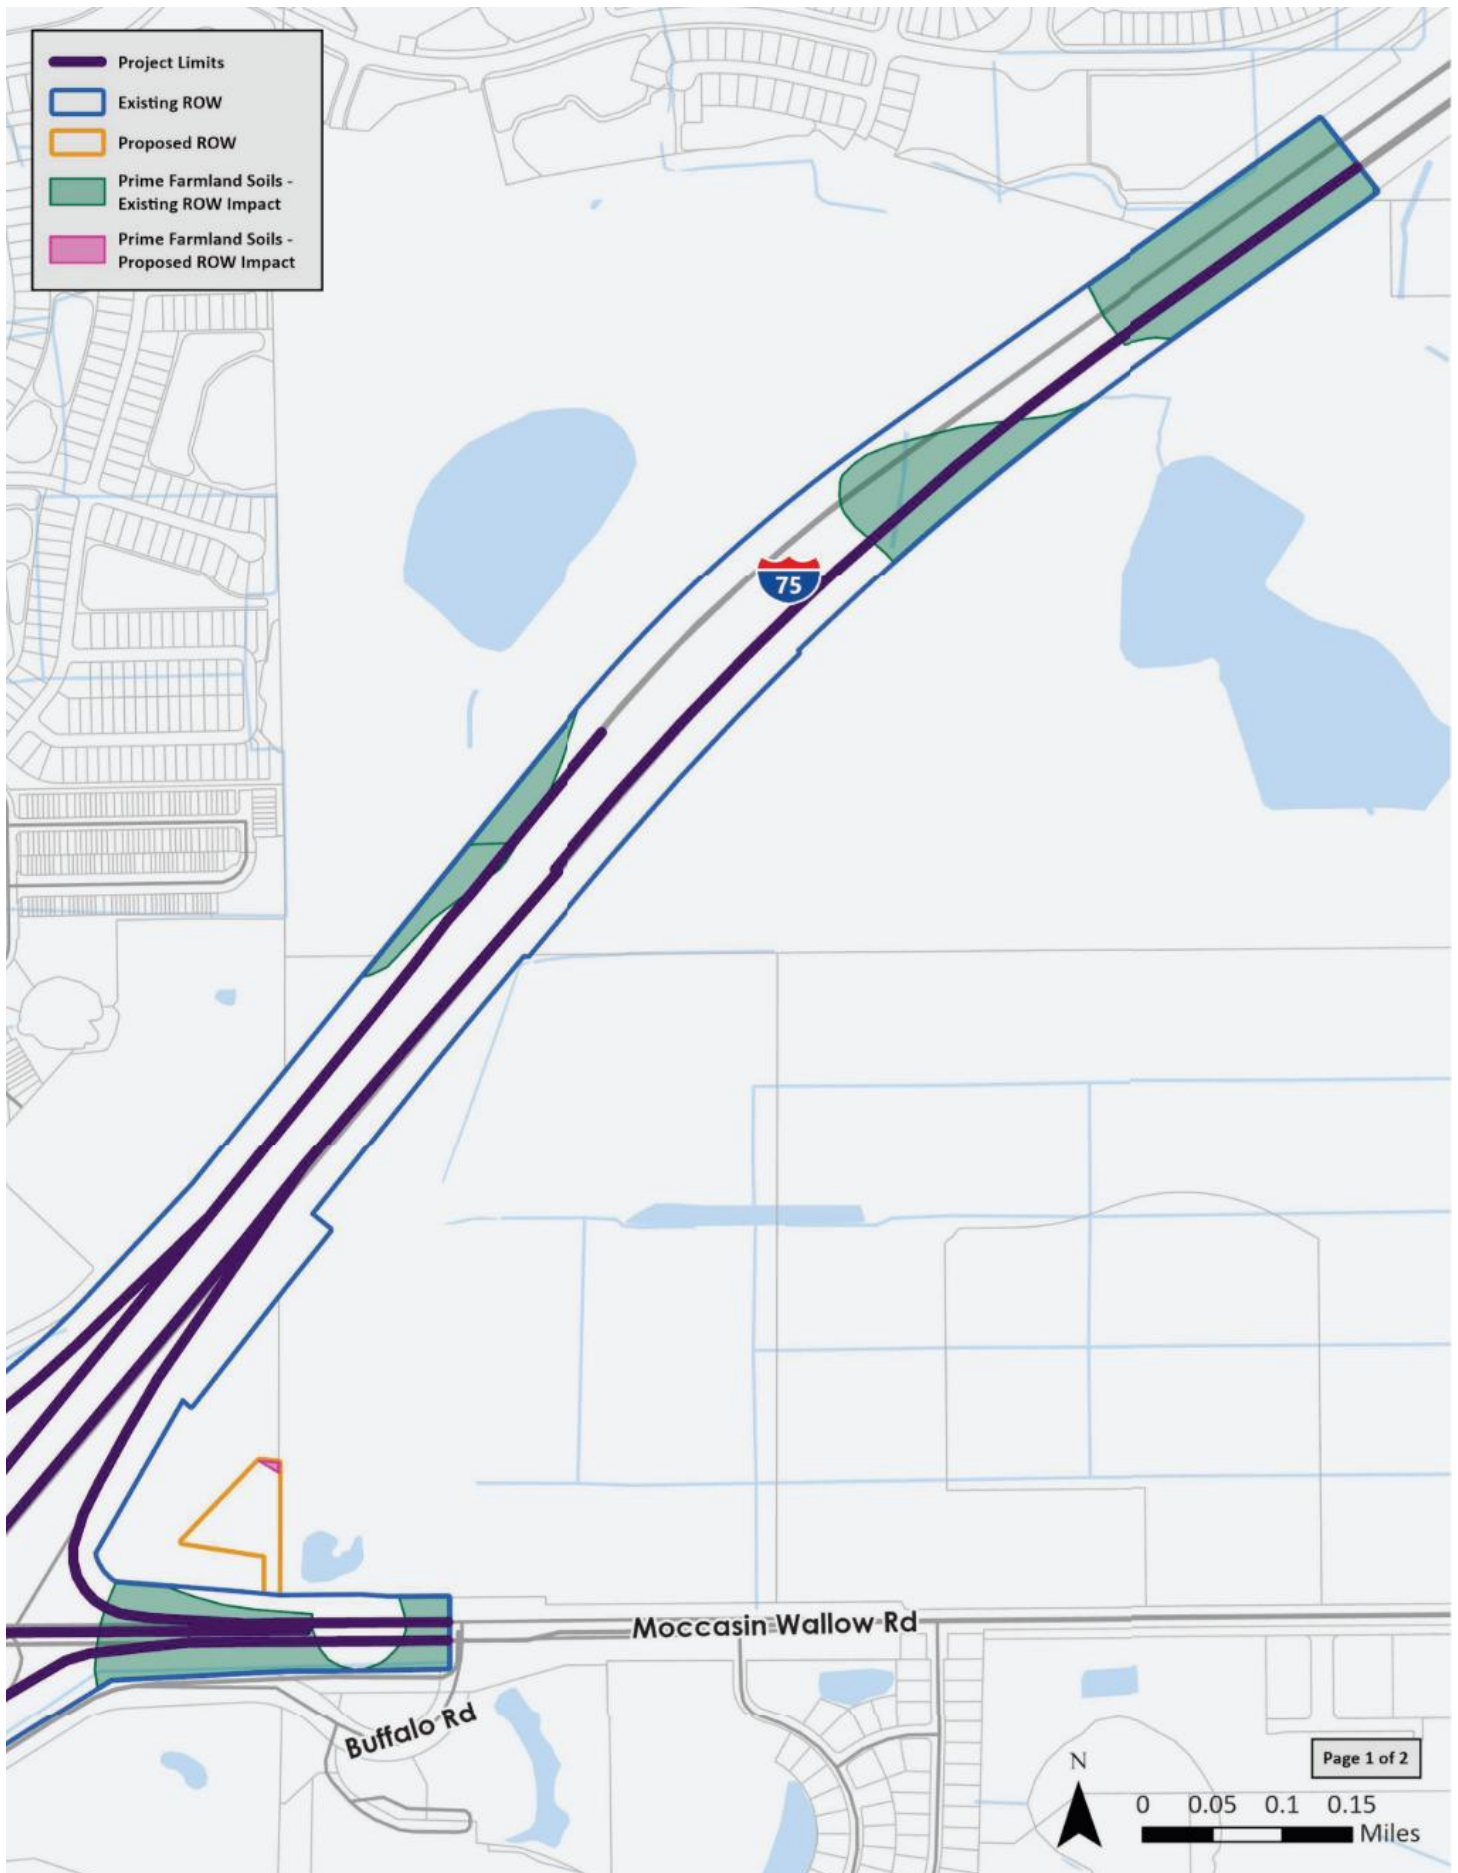 Project Limits
Existing ROW
Proposed ROW
Prime Farmland Soils -
Existing ROW Impact
Prime Farmland Soils -
Proposed ROW Impact
75
Moccasin Wallow Rd
Buffalo Rd
Page 1 of 2
N
0 0.05 0.1 0.15
Miles